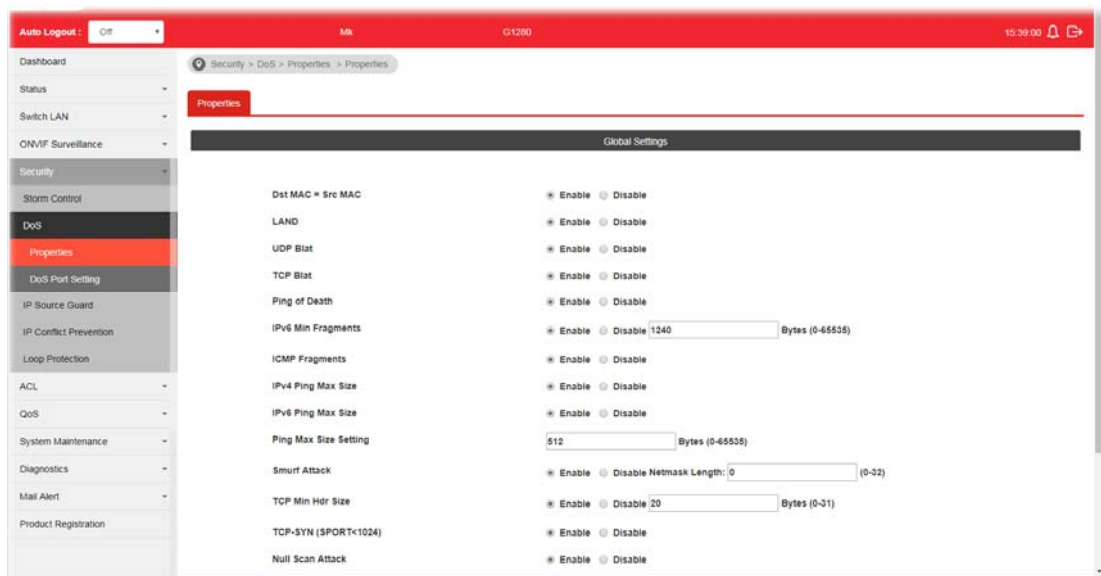 Auto Logout : Off Mk G1280 15:39:00
Dashboard
Status
Switch LAN
ONVIF Surveillance
Security
Storm Control
DoS
Properties
DoS Port Setting
IP Source Guard
IP Conflict Prevention
Loop Protection
ACL
QoS
System Maintenance
Diagnostics
Mail Alert
Product Registration
Security > DoS > Properties > Properties
Properties
Global Settings
Dst MAC = Src MAC Enable Disable
LAND Enable Disable
UDP Blat Enable Disable
TCP Blat Enable Disable
Ping of Death Enable Disable
IPv6 Min Fragments Enable Disable 1240 Bytes (0-65535)
ICMP Fragments Enable Disable
IPv4 Ping Max Size Enable Disable
IPv6 Ping Max Size Enable Disable
Ping Max Size Setting 512 Bytes (0-65535)
Smurf Attack Enable Disable Netmask Length: 0 (0-32)
TCP Min Hdr Size Enable Disable 20 Bytes (0-31)
TCP-SYN (SPORT<1024) Enable Disable
Null Scan Attack Enable Disable